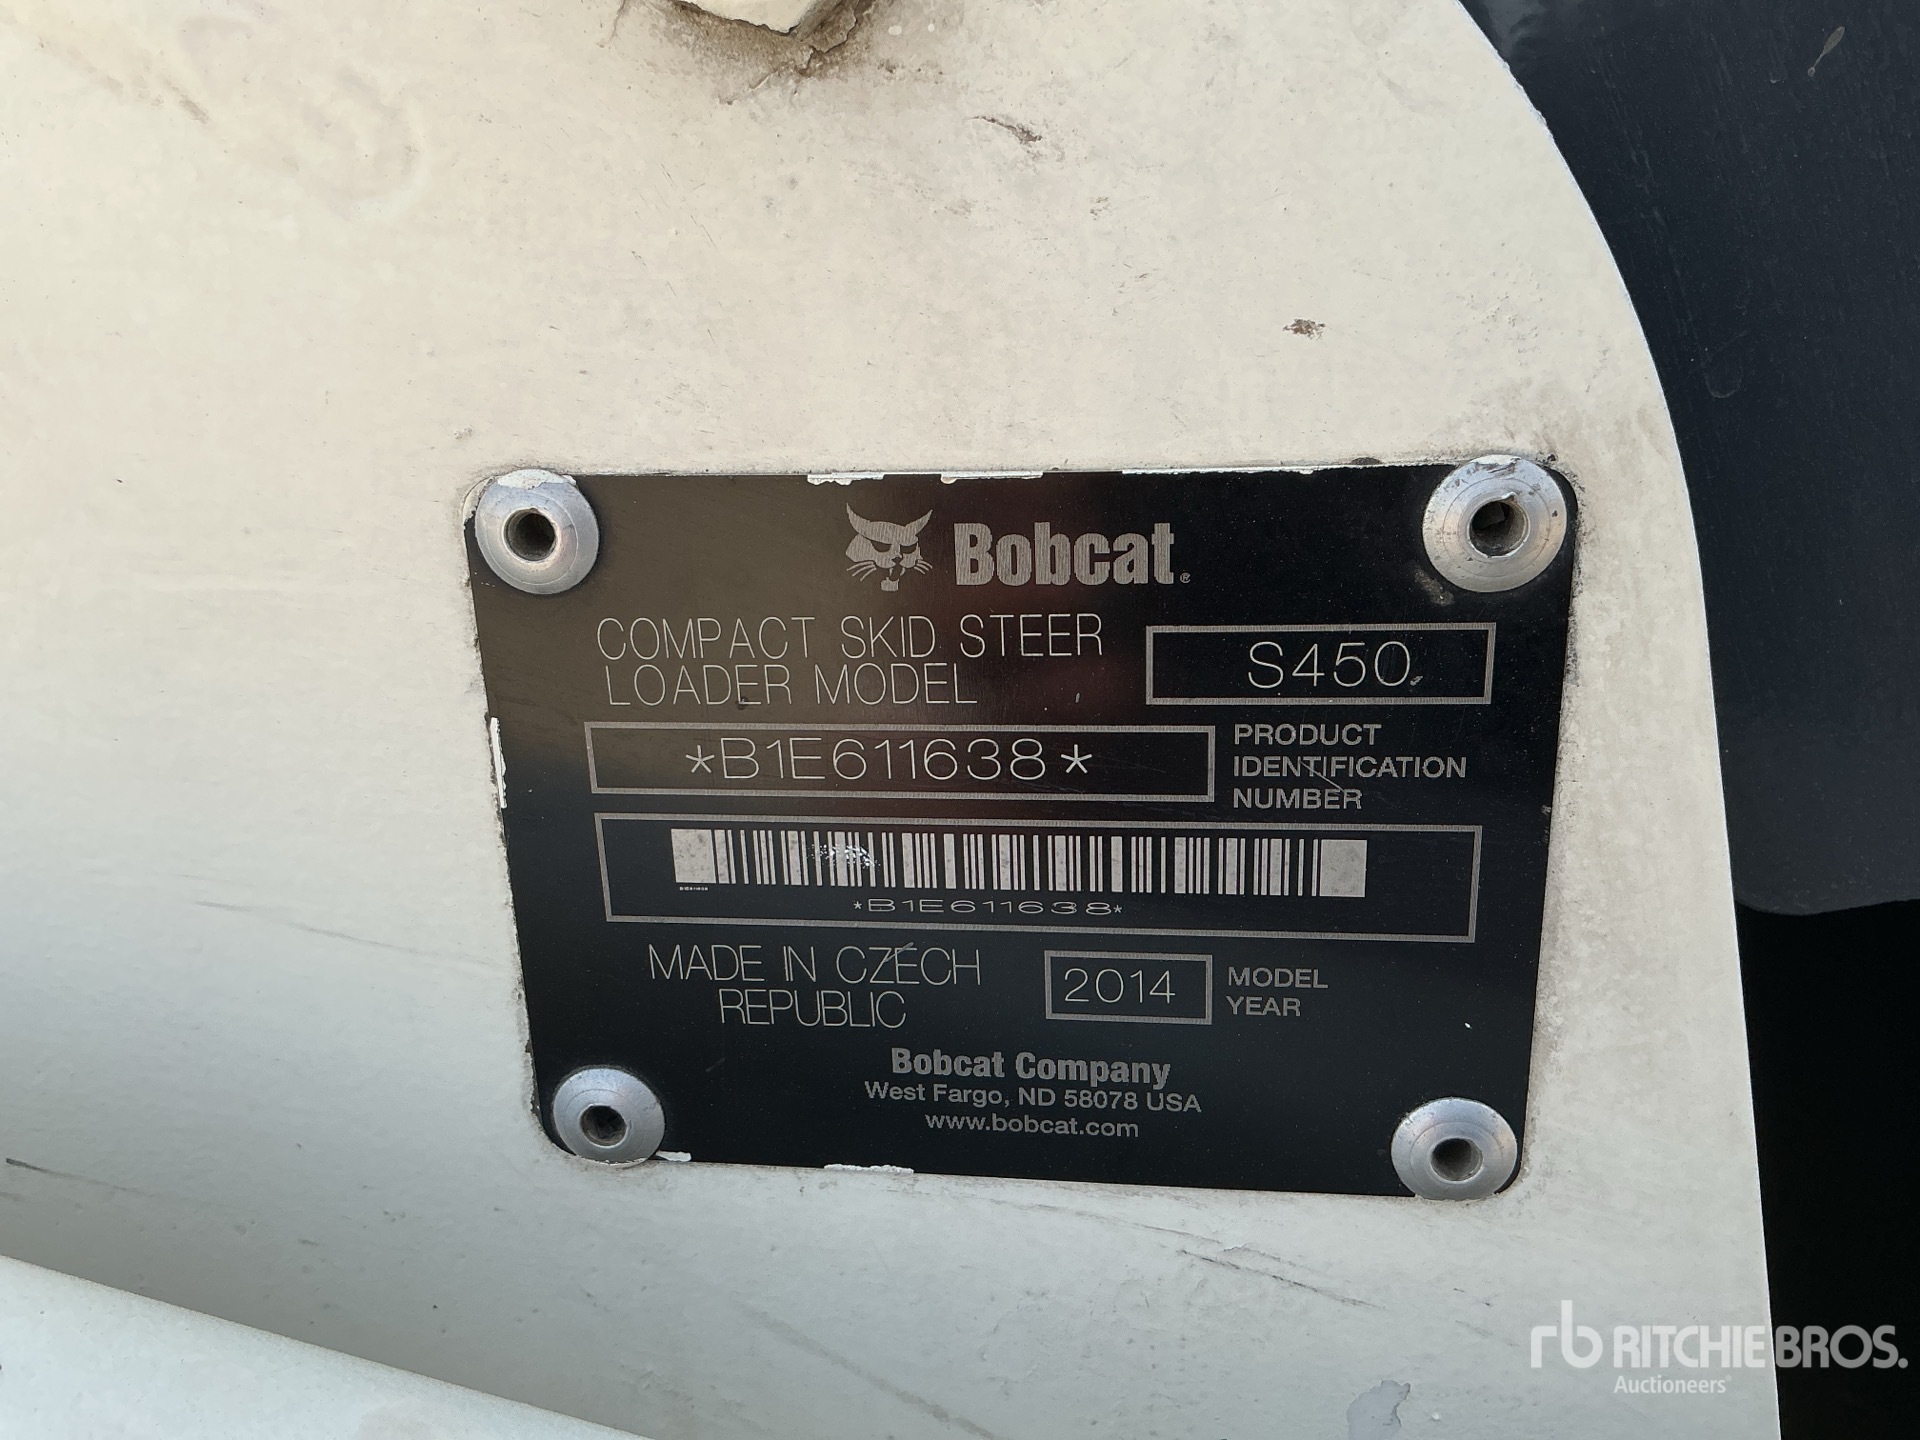 Bobcat®
COMPACT SKID STEER
LOADER MODEL
S450
*B1E611638*
PRODUCT
IDENTIFICATION
NUMBER
*B1E611638*
MADE IN CZECH
REPUBLIC
2014
MODEL
YEAR
Bobcat Company
West Fargo, ND 58078 USA
www.bobcat.com
rb RITCHIE BROS.
Auctioneers